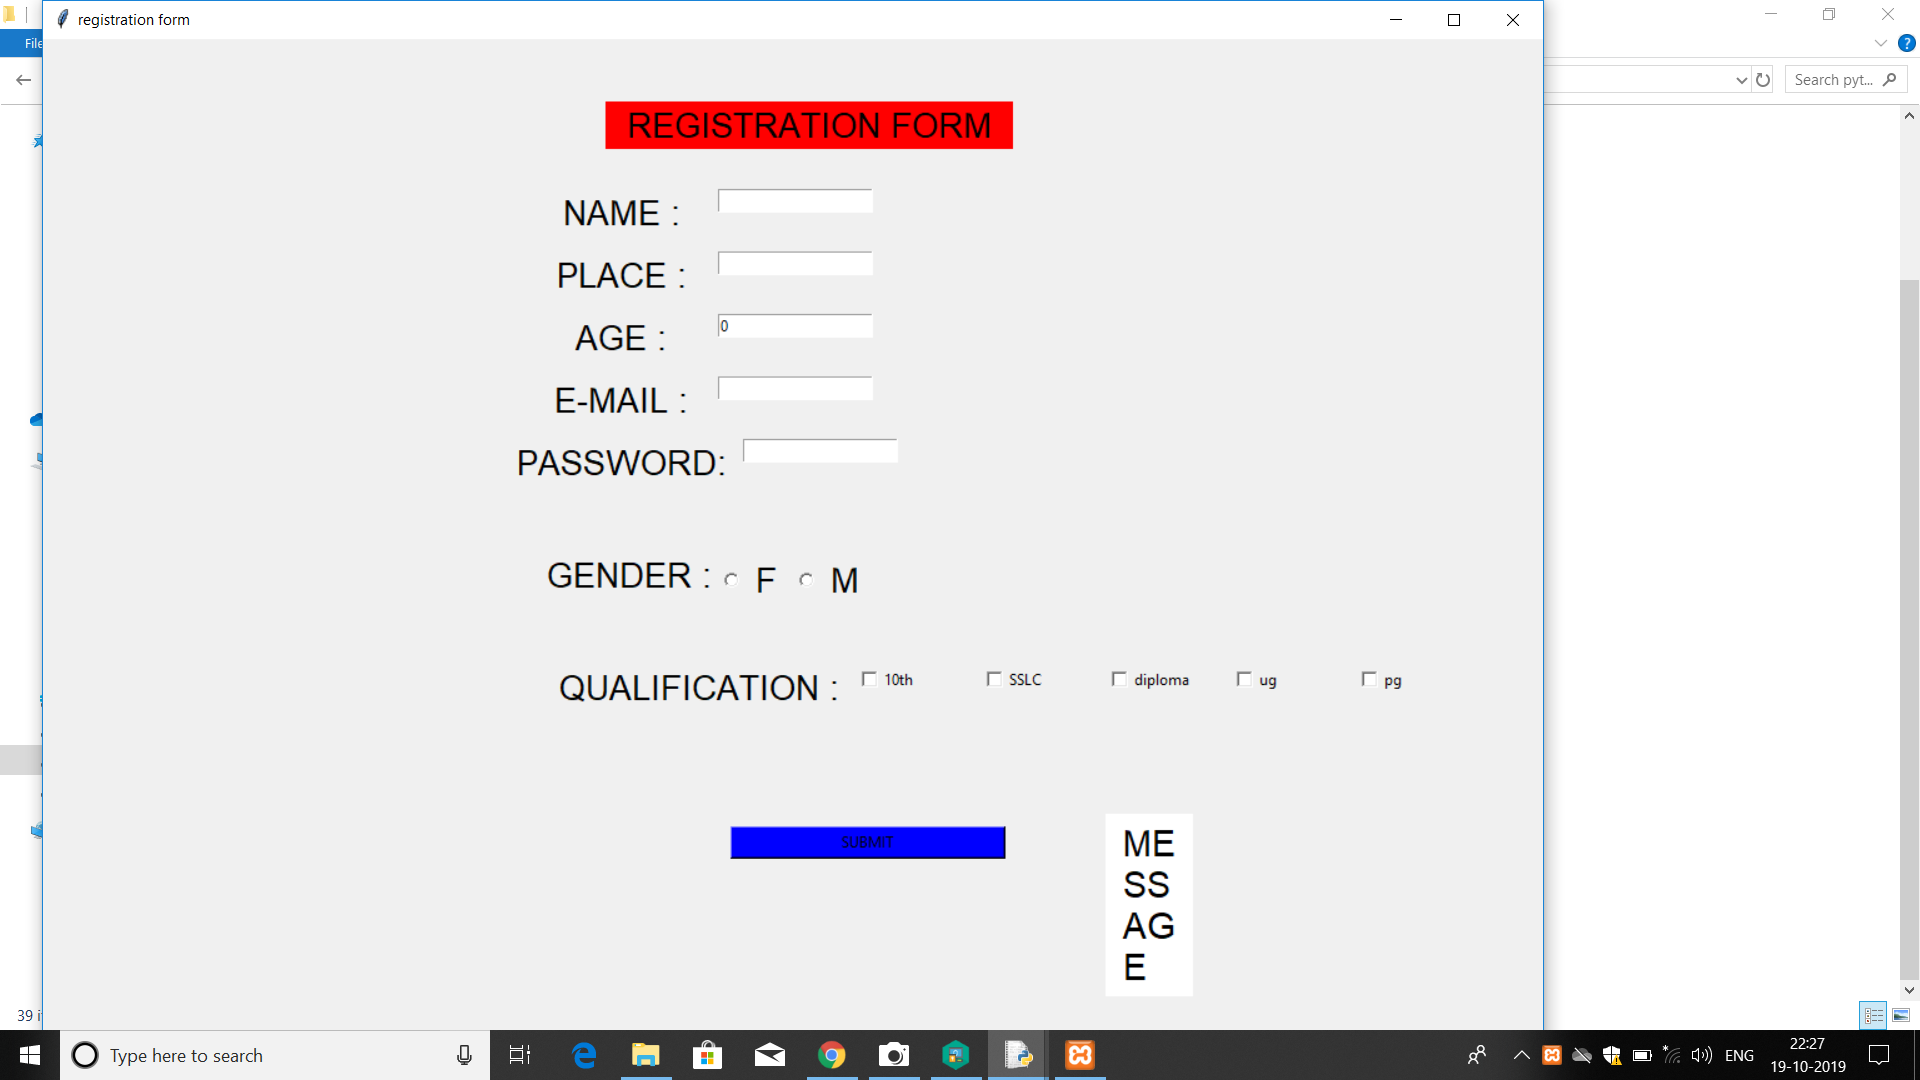 registration form
File
Search pyt...
REGISTRATION FORM
NAME :
PLACE :
AGE :
0
E-MAIL :
PASSWORD:
GENDER :
F
M
QUALIFICATION :
10th
SSLC
diploma
ug
pg
SUBMIT
ME
SS
AG
E
39 i
Type here to search
ENG
22:27
19-10-2019